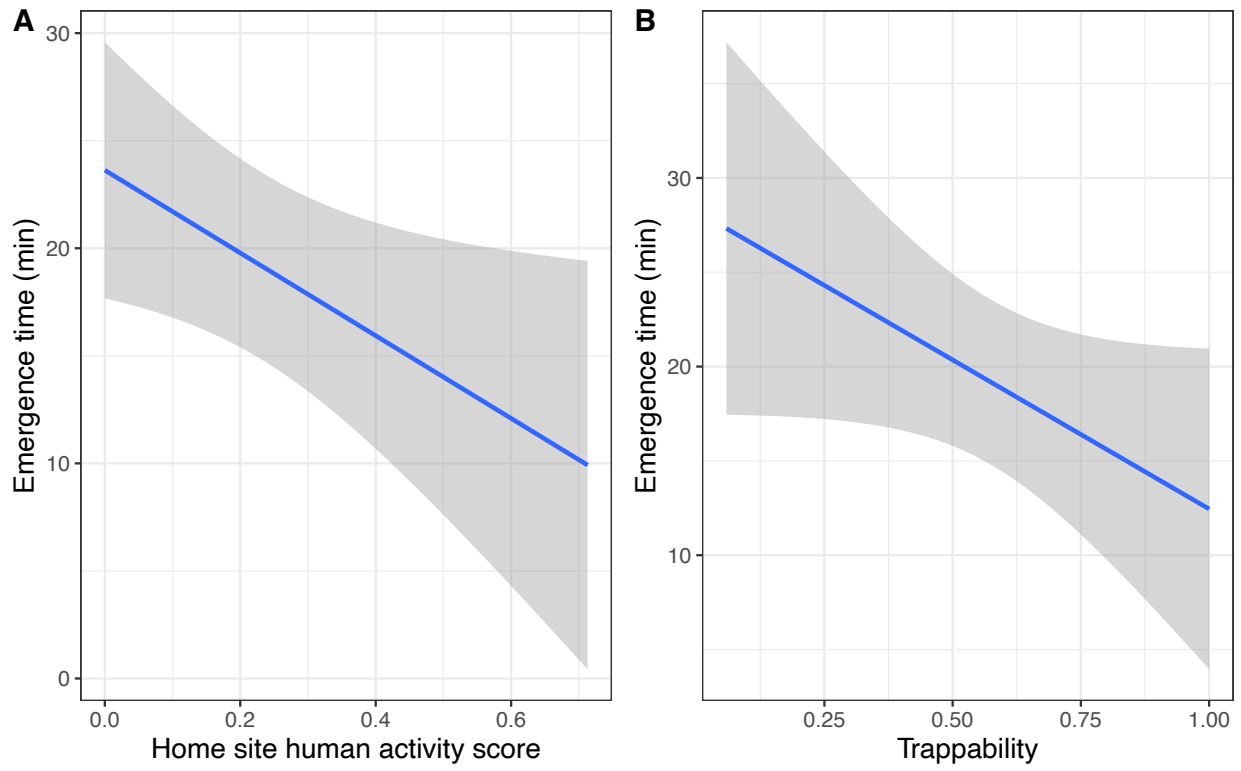 A
B
Emergence time (min)
30
20
10
0
0.0 0.2 0.4 0.6
Home site human activity score
Emergence time (min)
30
20
10
0.25 0.50 0.75 1.00
Trappability